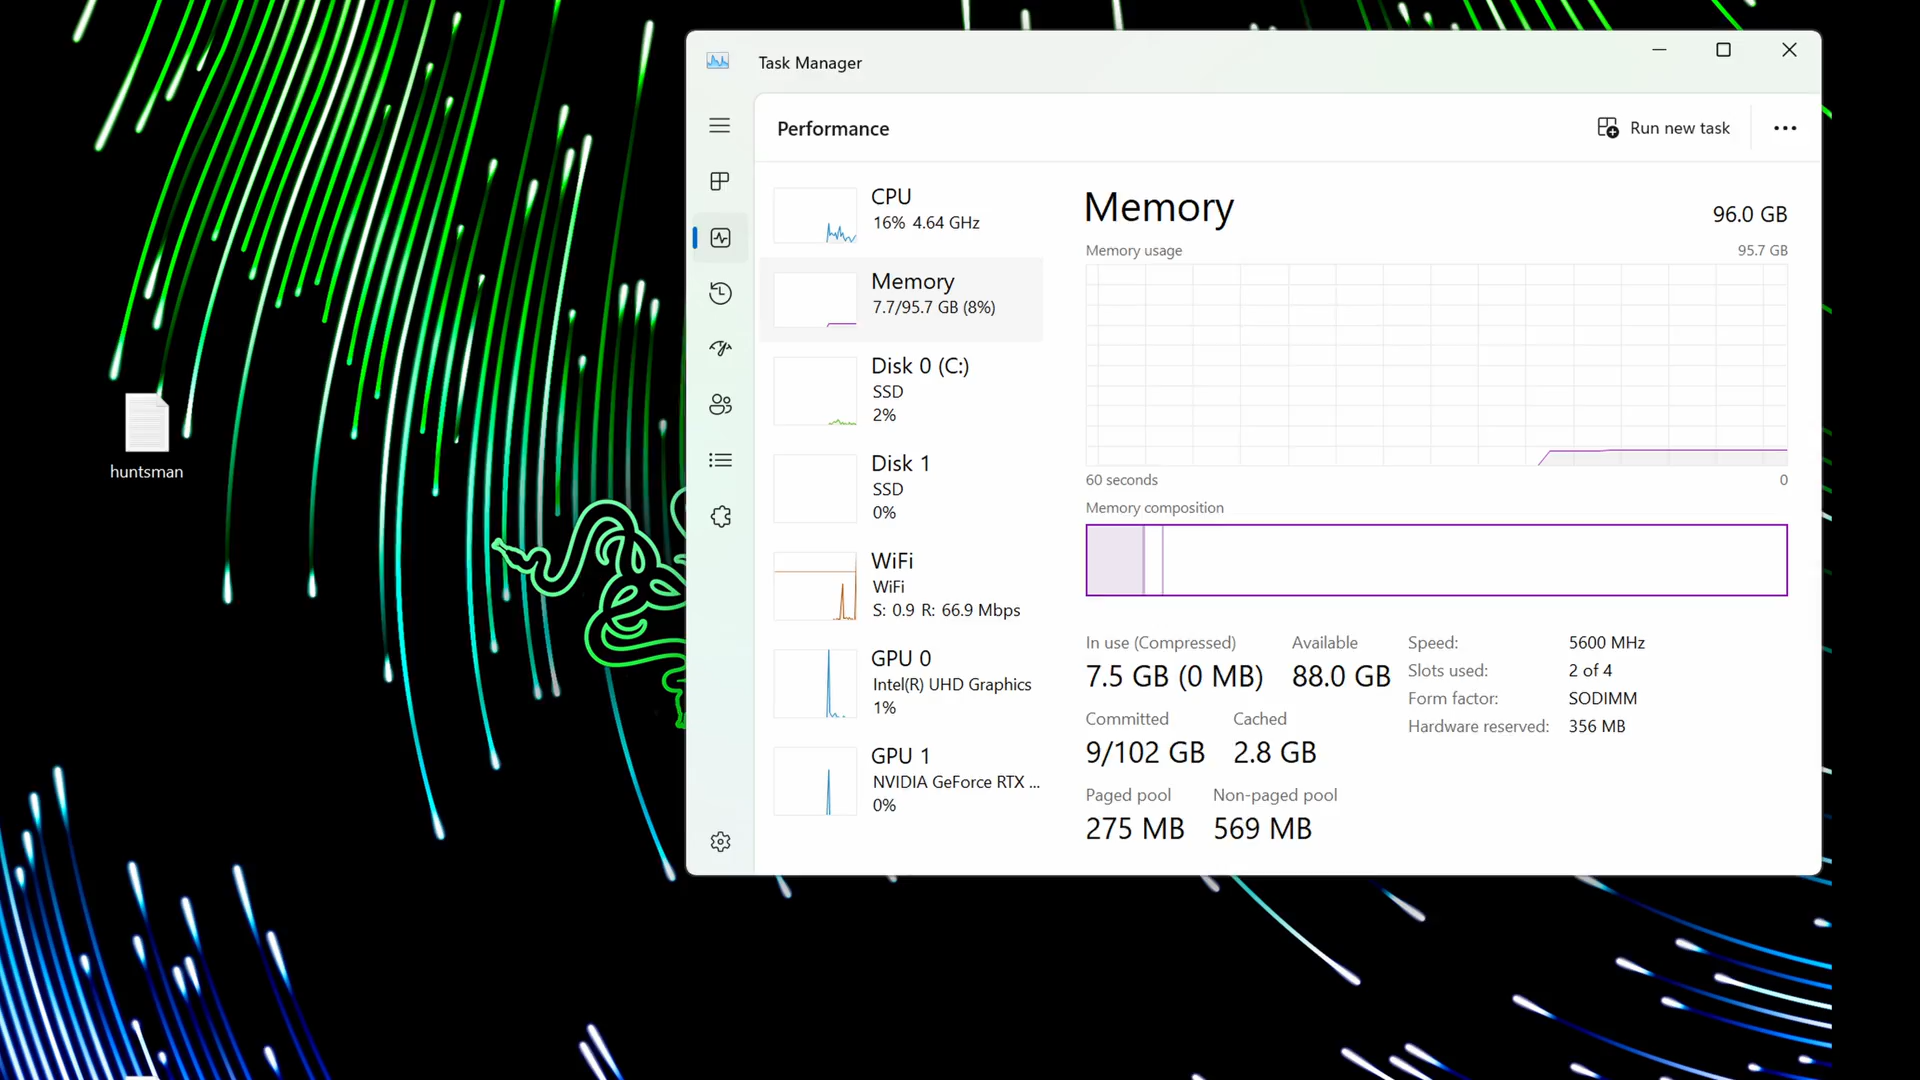 huntsman
Task Manager
Performance
Run new task
CPU
16% 4.64 GHz
Memory
7.7/95.7 GB (8%)
Disk 0 (C:)
SSD
2%
Disk 1
SSD
0%
WiFi
WiFi
S: 0.9 R: 66.9 Mbps
GPU 0
Intel(R) UHD Graphics
1%
GPU 1
NVIDIA GeForce RTX ...
0%
Memory
96.0 GB
Memory usage
95.7 GB
60 seconds
0
Memory composition
In use (Compressed)
7.5 GB (0 MB)
Available
88.0 GB
Committed
9/102 GB
Cached
2.8 GB
Paged pool
275 MB
Non-paged pool
569 MB
Speed: 5600 MHz
Slots used: 2 of 4
Form factor: SODIMM
Hardware reserved: 356 MB